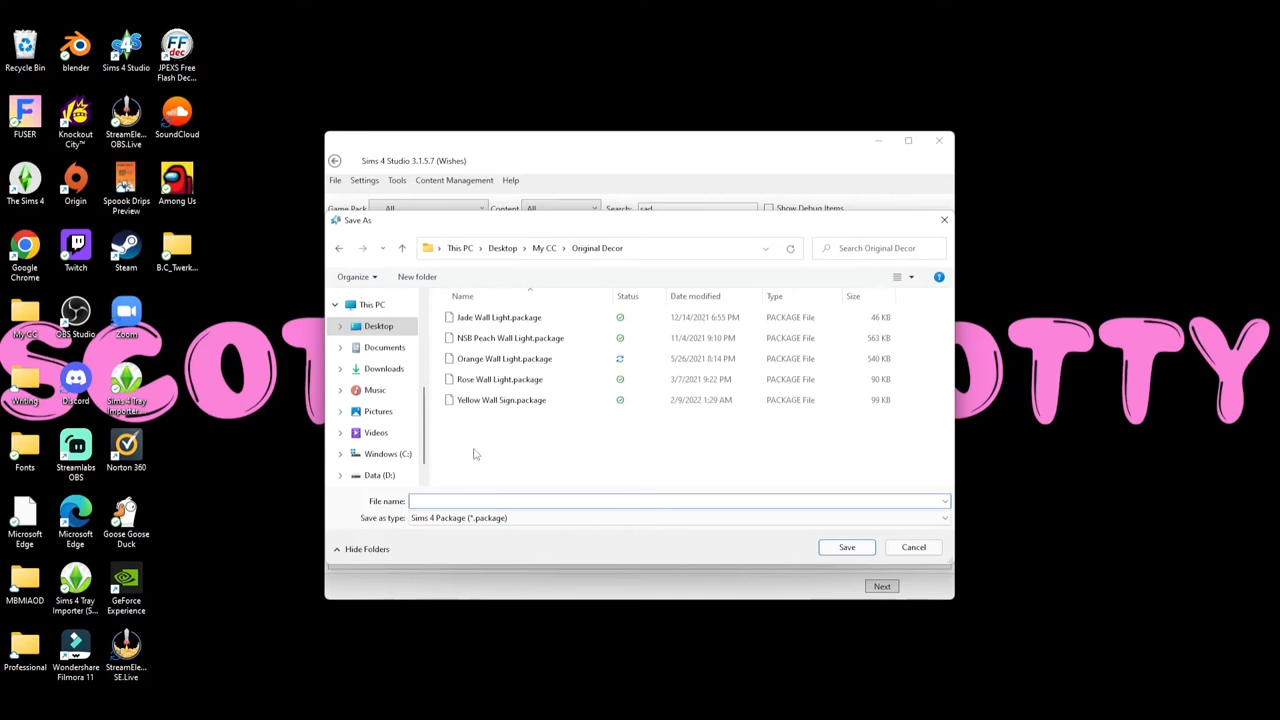 Recycle Bin
blender
Sims 4 Studio
JPEXS Free Flash Dec...
FUSER
Knockout City™
StreamEle... OBS.Live
SoundCloud
The Sims 4
Origin
Spoook Drips Preview
Among Us
Google Chrome
Twitch
Steam
B.C_Twerk...
My CC
OBS Studio
Zoom
Writing
Discord
Sims 4 Tray Importer...
Fonts
Streamlabs OBS
Norton 360
Microsoft Edge
Microsoft Edge
Goose Goose Duck
MBMIAOD
Sims 4 Tray Importer (S...
GeForce Experience
Professional
Wondershare Filmora 11
StreamEle... SE.Live
Sims 4 Studio 3.1.5.7 (Wishes)
File Settings Tools Content Management Help
Game Pack All Content All Search: sad Show Debug Items
Save As
This PC > Desktop > My CC > Original Decor
Search Original Decor
Organize New folder
Name Status Date modified Type Size
Jade Wall Light.package 12/14/2021 6:55 PM PACKAGE File 46 KB
NSB Peach Wall Light.package 11/4/2021 9:10 PM PACKAGE File 563 KB
Orange Wall Light.package 5/26/2021 8:14 PM PACKAGE File 540 KB
Rose Wall Light.package 3/7/2021 9:22 PM PACKAGE File 90 KB
Yellow Wall Sign.package 2/9/2022 1:29 AM PACKAGE File 99 KB
This PC
Desktop
Documents
Downloads
Music
Pictures
Videos
Windows (C:)
Data (D:)
File name:
Save as type: Sims 4 Package (*.package)
Hide Folders
Save Cancel
Next